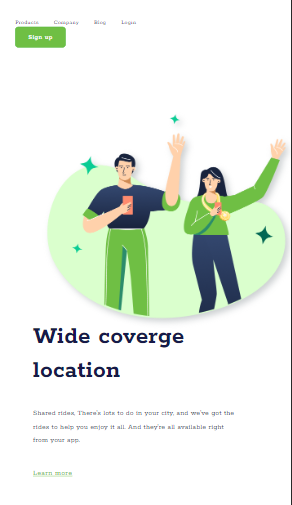 Products Company Blog Login
Sign up
Wide coverge
location
Shared rides, There's lots to do in your city, and we've got the
rides to help you enjoy it all. And they're all available right
from your app.
Learn more